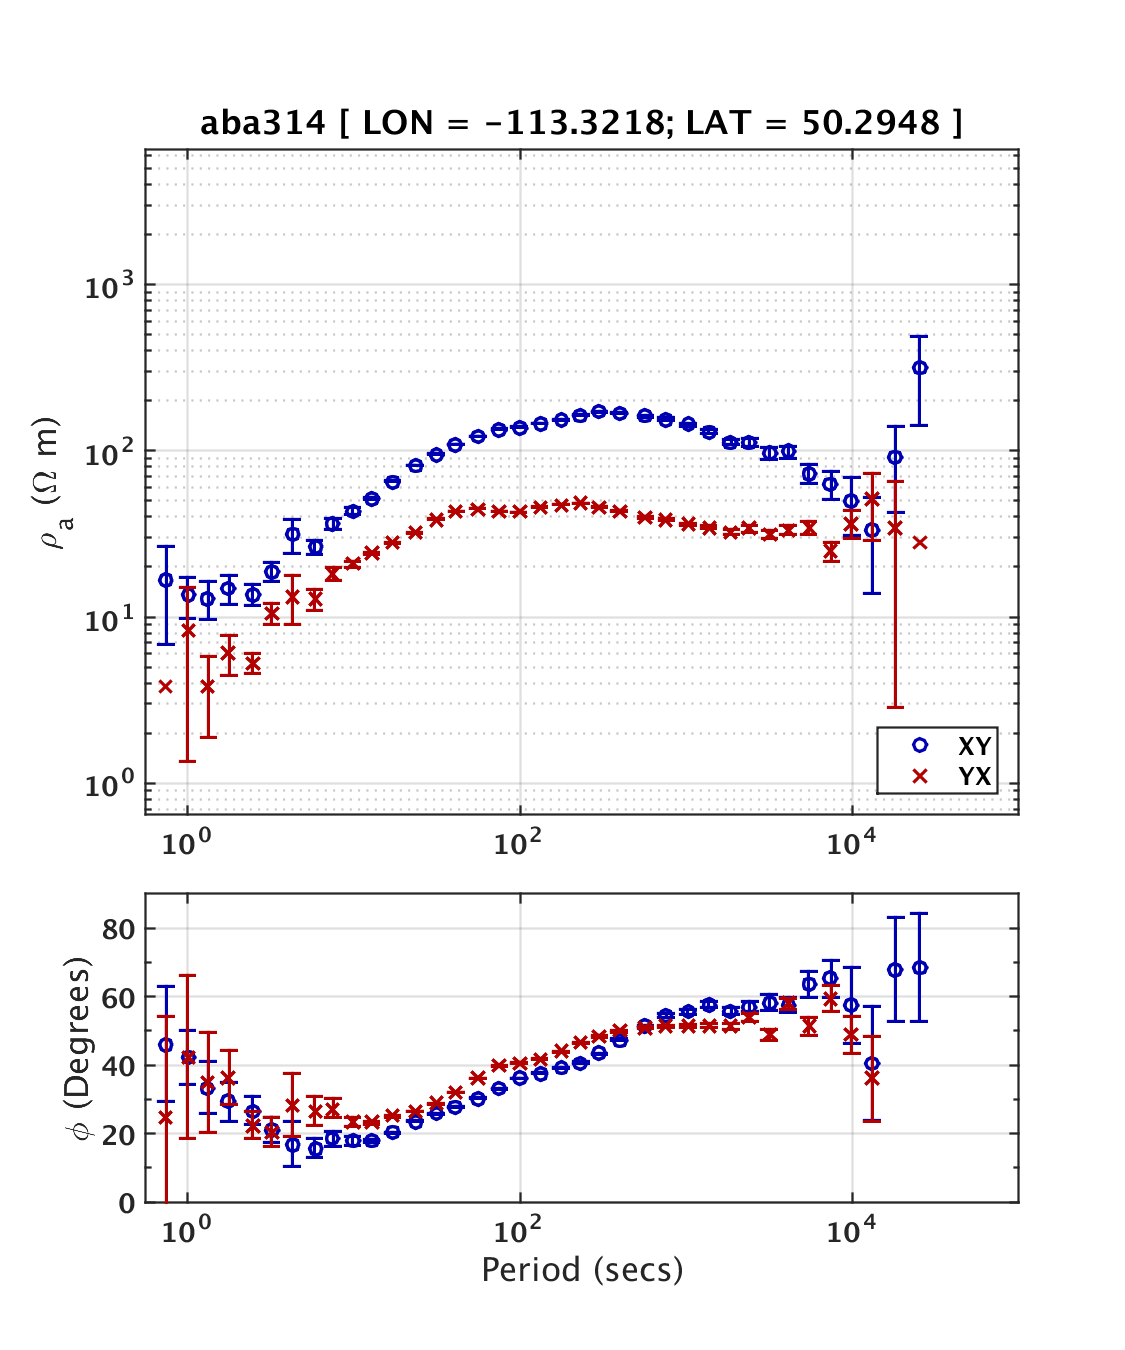 aba314 [ LON = -113.3218; LAT = 50.2948 ]
ρa (Ω m)
10^3
10^2
10^1
10^0
XY
YX
10^0 10^2 10^4
φ (Degrees)
80
60
40
20
0
10^0 10^2 10^4
Period (secs)